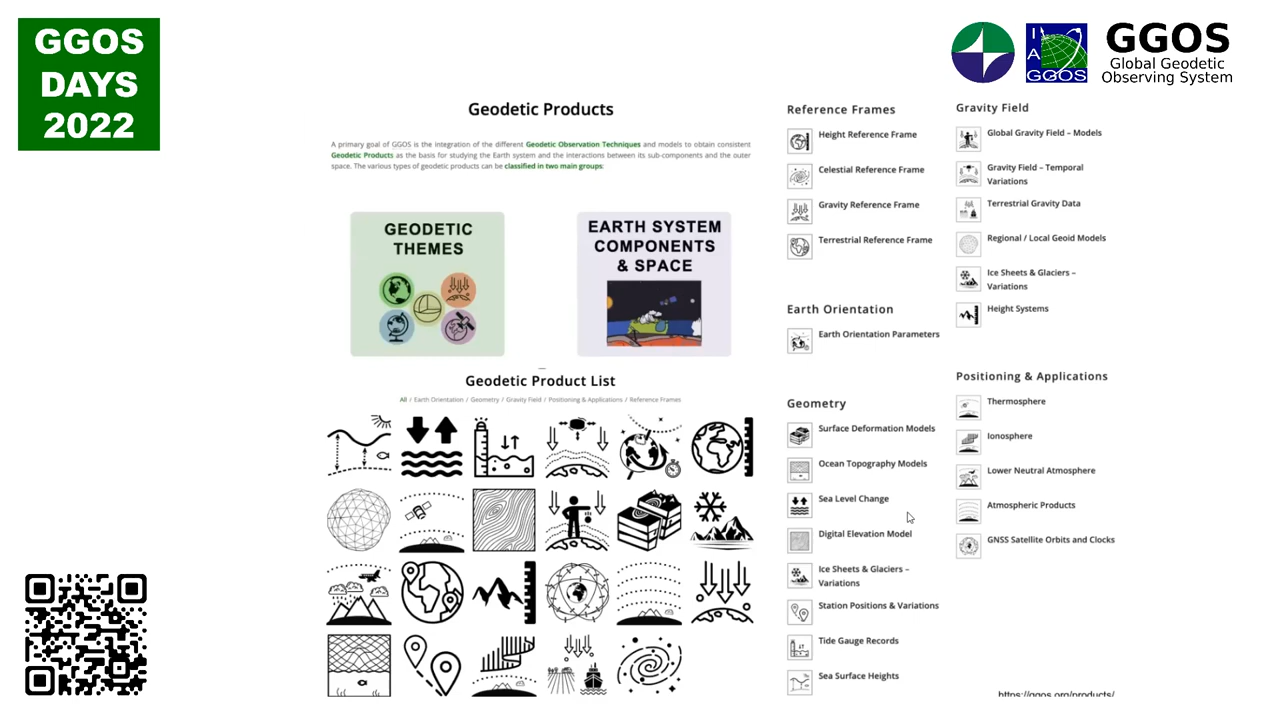 GGOS
DAYS
2022
I
A
G
GGOS
GGOS
Global Geodetic
Observing System
Geodetic Products
A primary goal of GGOS is the integration of the different Geodetic Observation Techniques and models to obtain consistent
Geodetic Products as the basis for studying the Earth system and the interactions between its sub-components and the outer
space. The various types of geodetic products can be classified in two main groups:
GEODETIC
THEMES
EARTH SYSTEM
COMPONENTS
& SPACE
Geodetic Product List
All / Earth Orientation / Geometry / Gravity Field / Positioning & Applications / Reference Frames
Reference Frames
Height Reference Frame
Celestial Reference Frame
Gravity Reference Frame
Terrestrial Reference Frame
Earth Orientation
Earth Orientation Parameters
Geometry
Surface Deformation Models
Ocean Topography Models
Sea Level Change
Digital Elevation Model
Ice Sheets & Glaciers –
Variations
Station Positions & Variations
Tide Gauge Records
Sea Surface Heights
Gravity Field
Global Gravity Field – Models
Gravity Field – Temporal
Variations
Terrestrial Gravity Data
Regional / Local Geoid Models
Ice Sheets & Glaciers –
Variations
Height Systems
Positioning & Applications
Thermosphere
Ionosphere
Lower Neutral Atmosphere
Atmospheric Products
GNSS Satellite Orbits and Clocks
https://ggos.org/products/